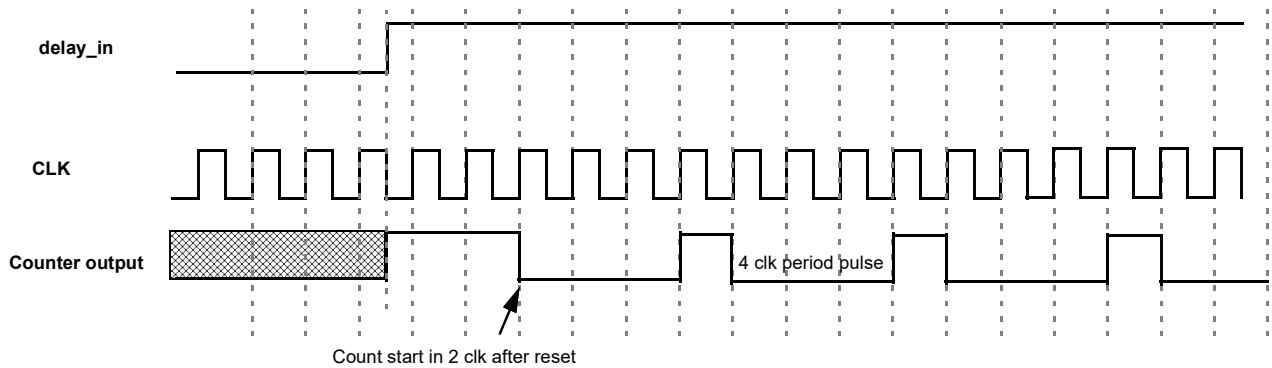 delay_in
CLK
Counter output
4 clk period pulse
Count start in 2 clk after reset